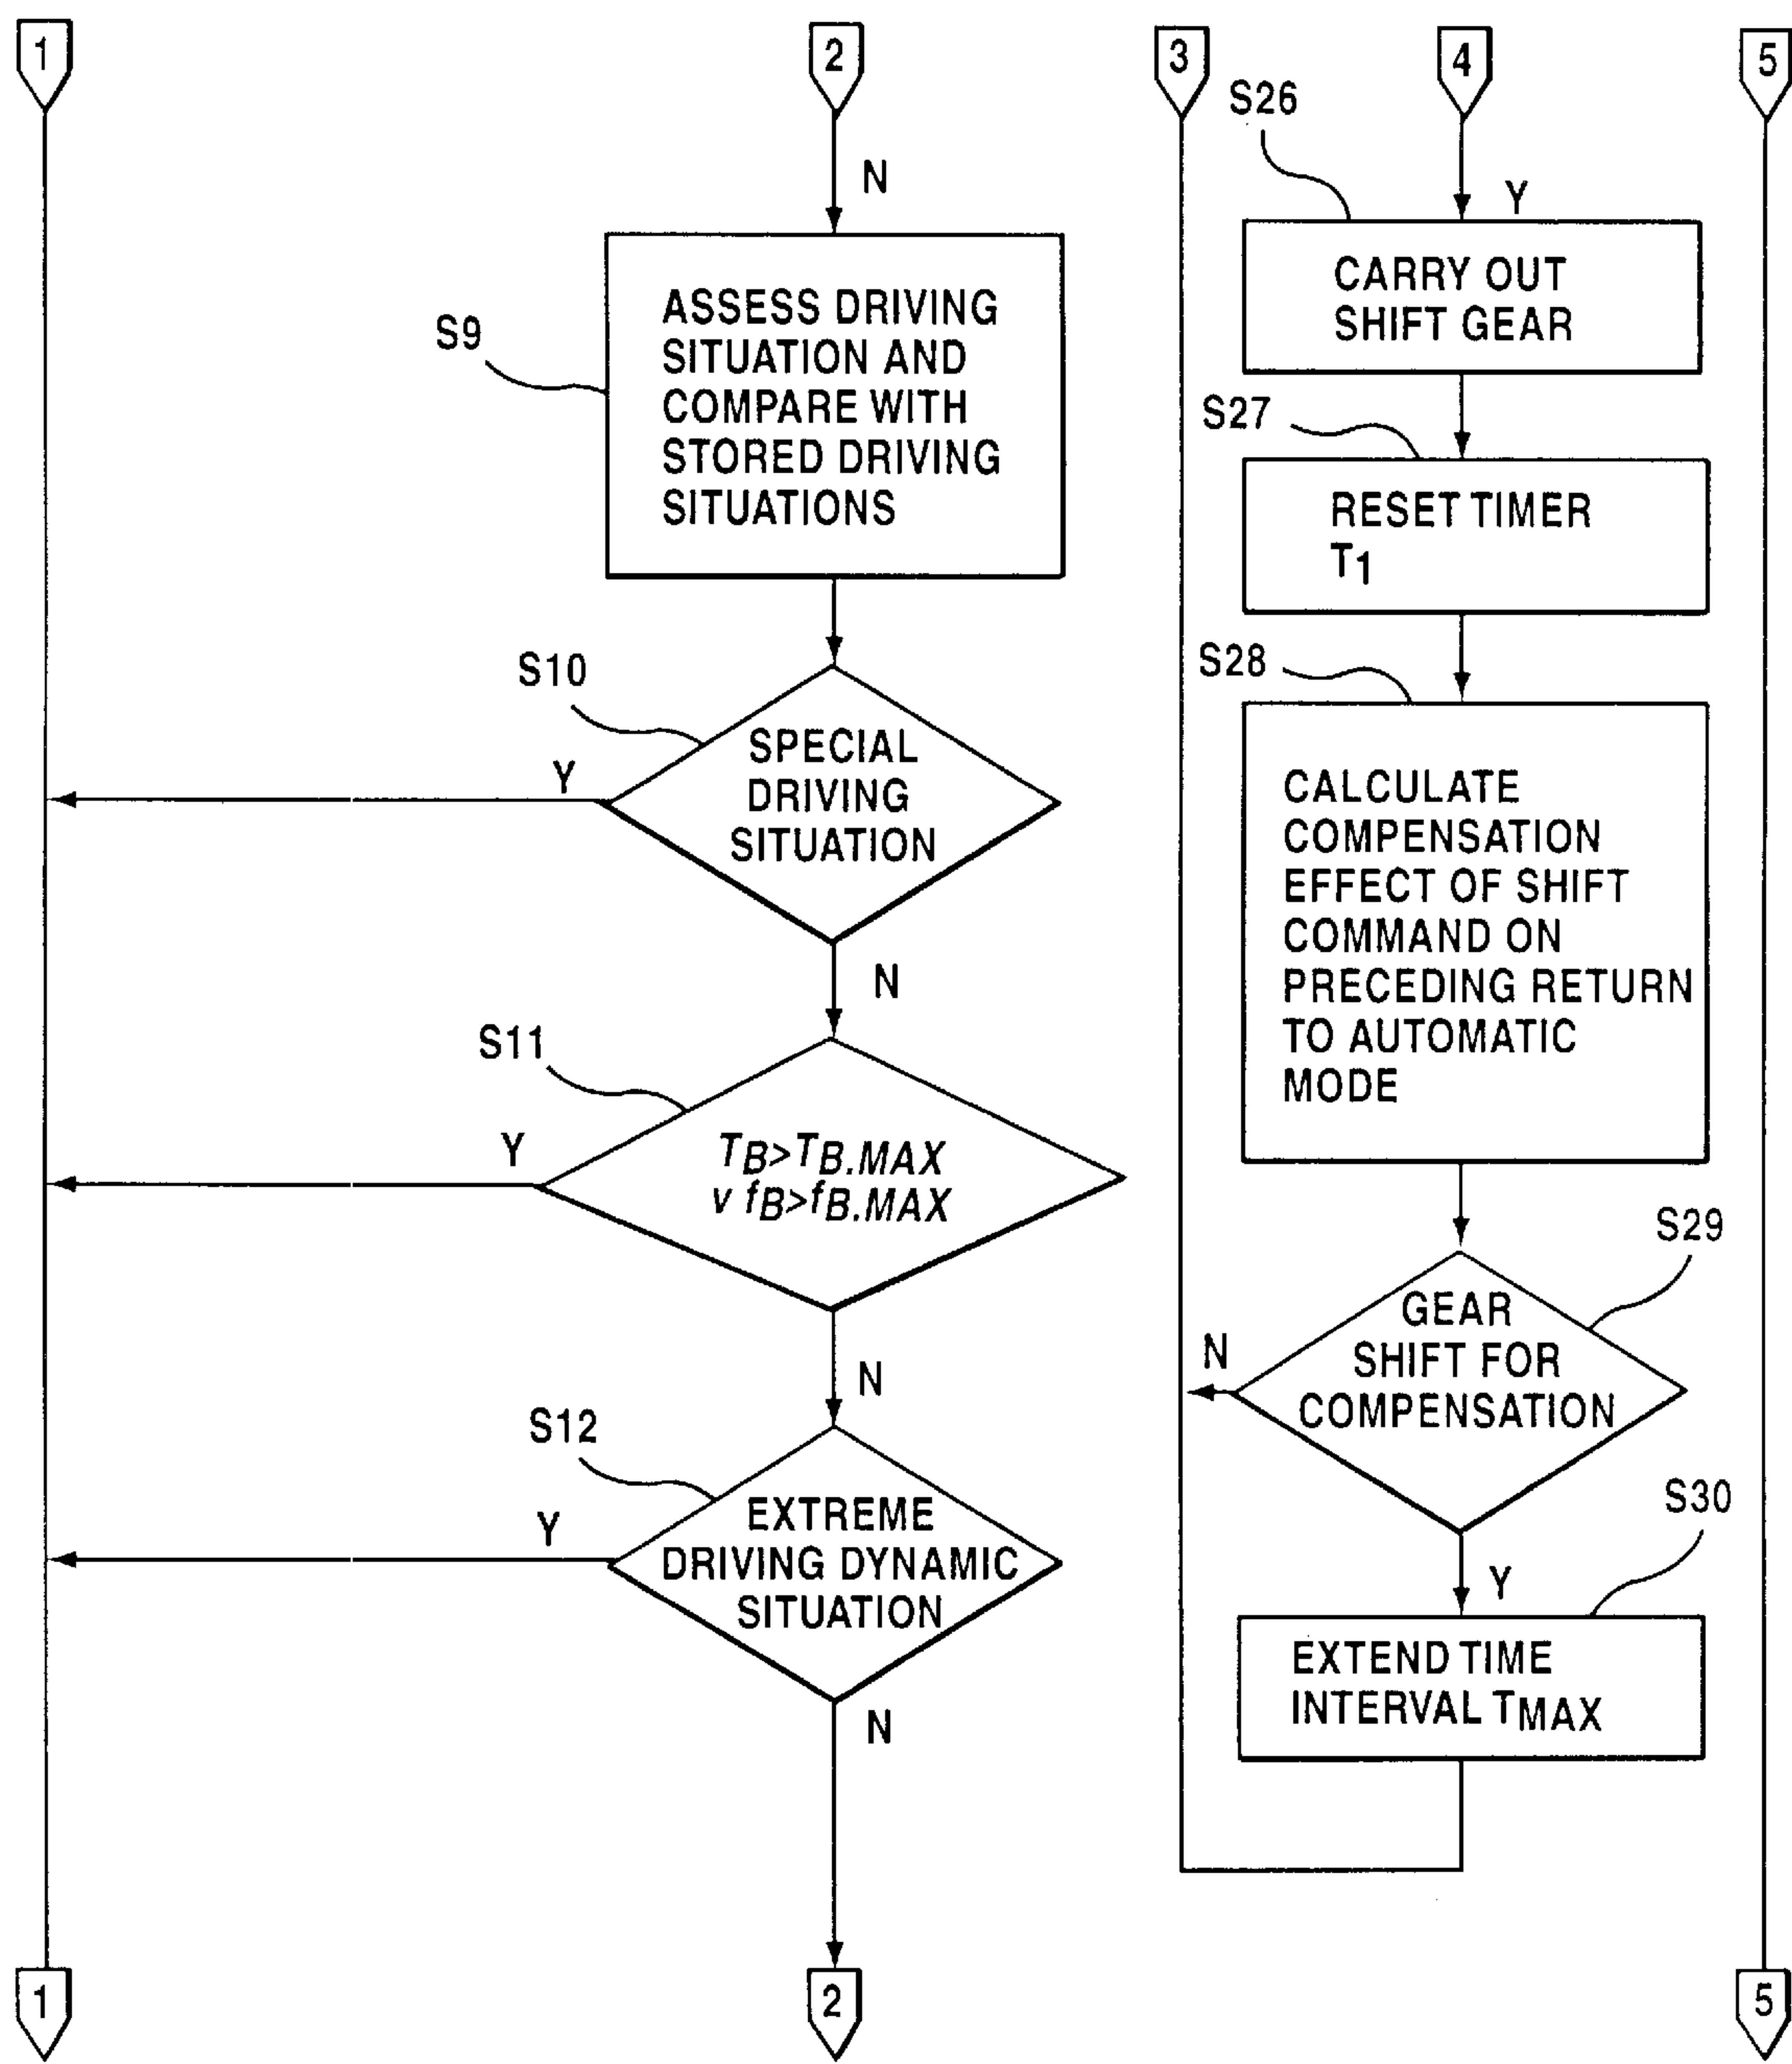 1
2
3
4
5
N
S9
ASSESS DRIVING
SITUATION AND
COMPARE WITH
STORED DRIVING
SITUATIONS
S10
SPECIAL
DRIVING
SITUATION
Y
N
S11
TB>TB.MAX
v fB>fB.MAX
Y
N
S12
EXTREME
DRIVING DYNAMIC
SITUATION
Y
N
1
2
S26
Y
CARRY OUT
SHIFT GEAR
S27
RESET TIMER
T1
S28
CALCULATE
COMPENSATION
EFFECT OF SHIFT
COMMAND ON
PRECEDING RETURN
TO AUTOMATIC
MODE
S29
GEAR
SHIFT FOR
COMPENSATION
N
Y
S30
EXTEND TIME
INTERVAL TMAX
5